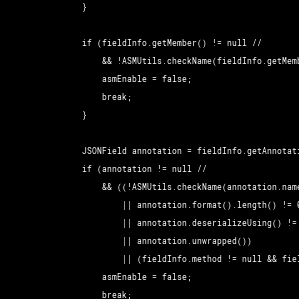 }
if (fieldInfo.getMember() != null //
&& !ASMUtils.checkName(fieldInfo.getMemb
asmEnable = false;
break;
}
JSONField annotation = fieldInfo.getAnnotati
if (annotation != null //
&& ((!ASMUtils.checkName(annotation.name
|| annotation.format().length() != 0
|| annotation.deserializeUsing() !=
|| annotation.unwrapped())
|| (fieldInfo.method != null && fiel
asmEnable = false;
break;